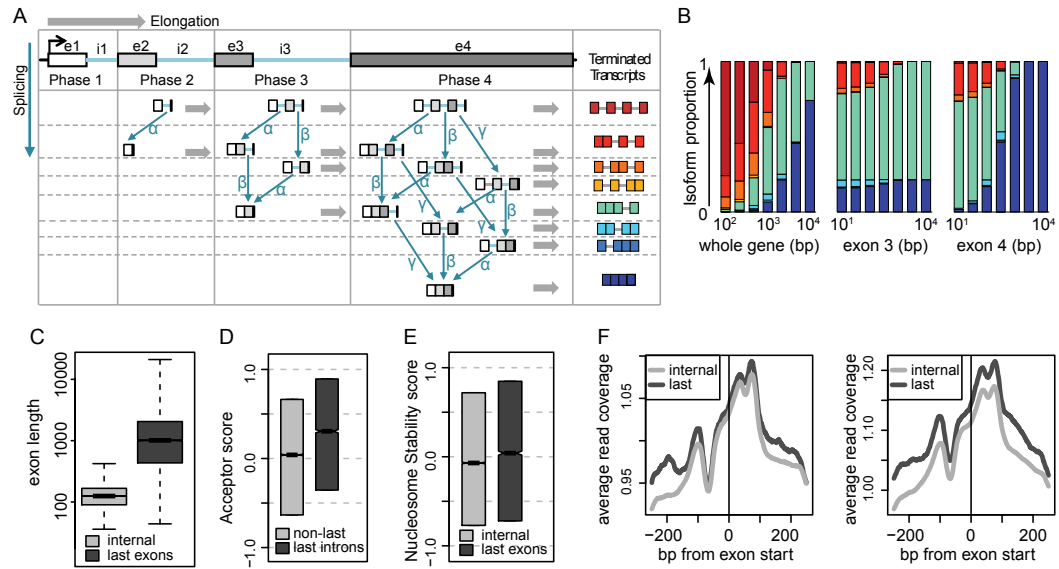 A
Elongation
e1
i1
e2
i2
e3
i3
e4
Phase 1
Phase 2
Phase 3
Phase 4
Terminated
Transcripts
Splicing
α
α
β
β
α
α
β
γ
β
α
γ
α
γ
β
γ
β
α
B
Isoform proportion
0
1
10²
10³
10⁴
whole gene (bp)
10¹
10⁴
exon 3 (bp)
10¹
10⁴
exon 4 (bp)
C
exon length
100
1000
10000
internal
last exons
D
Acceptor score
-1.0
0.0
1.0
non-last
last introns
E
Nucleosome Stability score
-1.0
0.0
1.0
internal
last exons
F
average read coverage
0.95
1.05
internal
last
-200
0
200
bp from exon start
average read coverage
1.00
1.10
1.20
internal
last
-200
0
200
bp from exon start